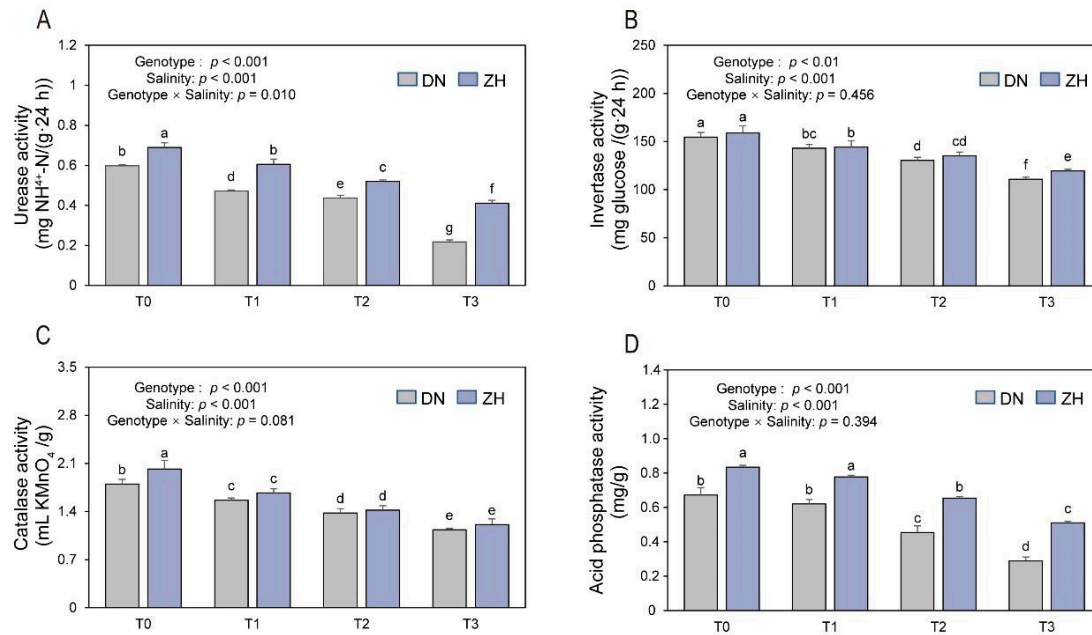 A
Urease activity
(mg NH⁴⁺-N/(g·24 h))
1.2
1
0.8
0.6
0.4
0.2
0
Genotype : p < 0.001
Salinity: p < 0.001
Genotype × Salinity: p = 0.010
DN ZH
b a d b e c g f
T0 T1 T2 T3
B
Invertase activity
(mg glucose /(g·24 h))
250
200
150
100
50
0
Genotype : p < 0.01
Salinity: p < 0.001
Genotype × Salinity: p = 0.456
DN ZH
a a bc b d cd f e
T0 T1 T2 T3
C
Catalase activity
(mL KMnO₄ /g)
3.5
2.8
2.1
1.4
0.7
0
Genotype : p < 0.001
Salinity: p < 0.001
Genotype × Salinity: p = 0.081
DN ZH
b a c c d d e e
T0 T1 T2 T3
D
Acid phosphatase activity
(mg/g)
1.4
1.2
1.0
0.8
0.6
0.4
0.2
0
Genotype : p < 0.001
Salinity: p < 0.001
Genotype × Salinity: p = 0.394
DN ZH
b a b a c b d c
T0 T1 T2 T3